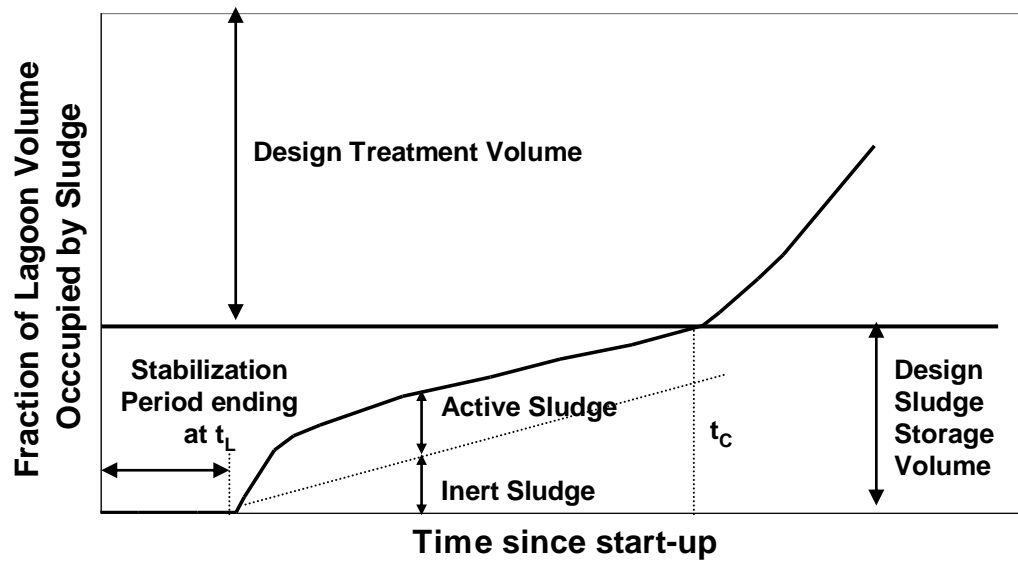 Fraction of Lagoon Volume
Occcupied by Sludge
Design Treatment Volume
Stabilization
Period ending
at tL
Active Sludge
Inert Sludge
tC
Design
Sludge
Storage
Volume
Time since start-up